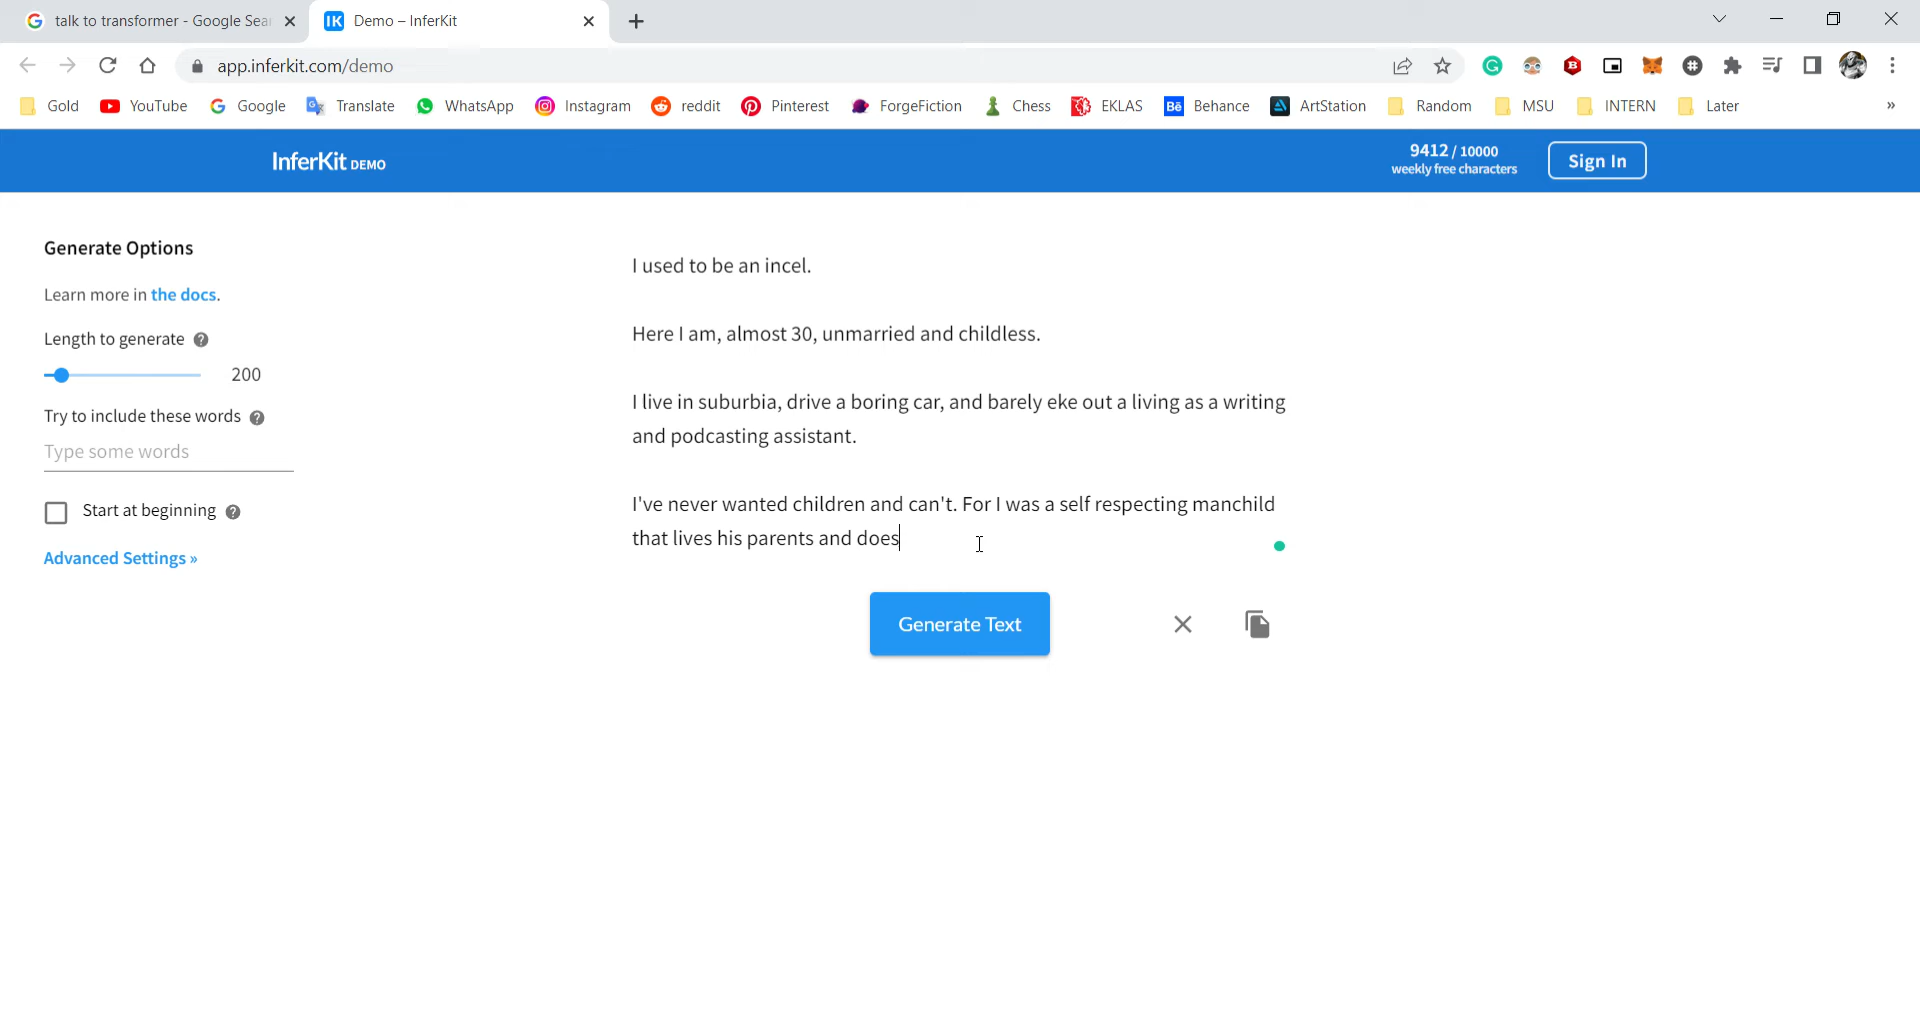 talk to transformer - Google Sea
Demo – InferKit
app.inferkit.com/demo
Gold YouTube Google Translate WhatsApp Instagram reddit Pinterest ForgeFiction Chess EKLAS Behance ArtStation Random MSU INTERN Later »
InferKit DEMO
9412 / 10000
weekly free characters
Sign In
Generate Options
Learn more in the docs.
Length to generate
200
Try to include these words
Type some words
Start at beginning
Advanced Settings »
I used to be an incel.
Here I am, almost 30, unmarried and childless.
I live in suburbia, drive a boring car, and barely eke out a living as a writing
and podcasting assistant.
I've never wanted children and can't. For I was a self respecting manchild
that lives his parents and does
Generate Text